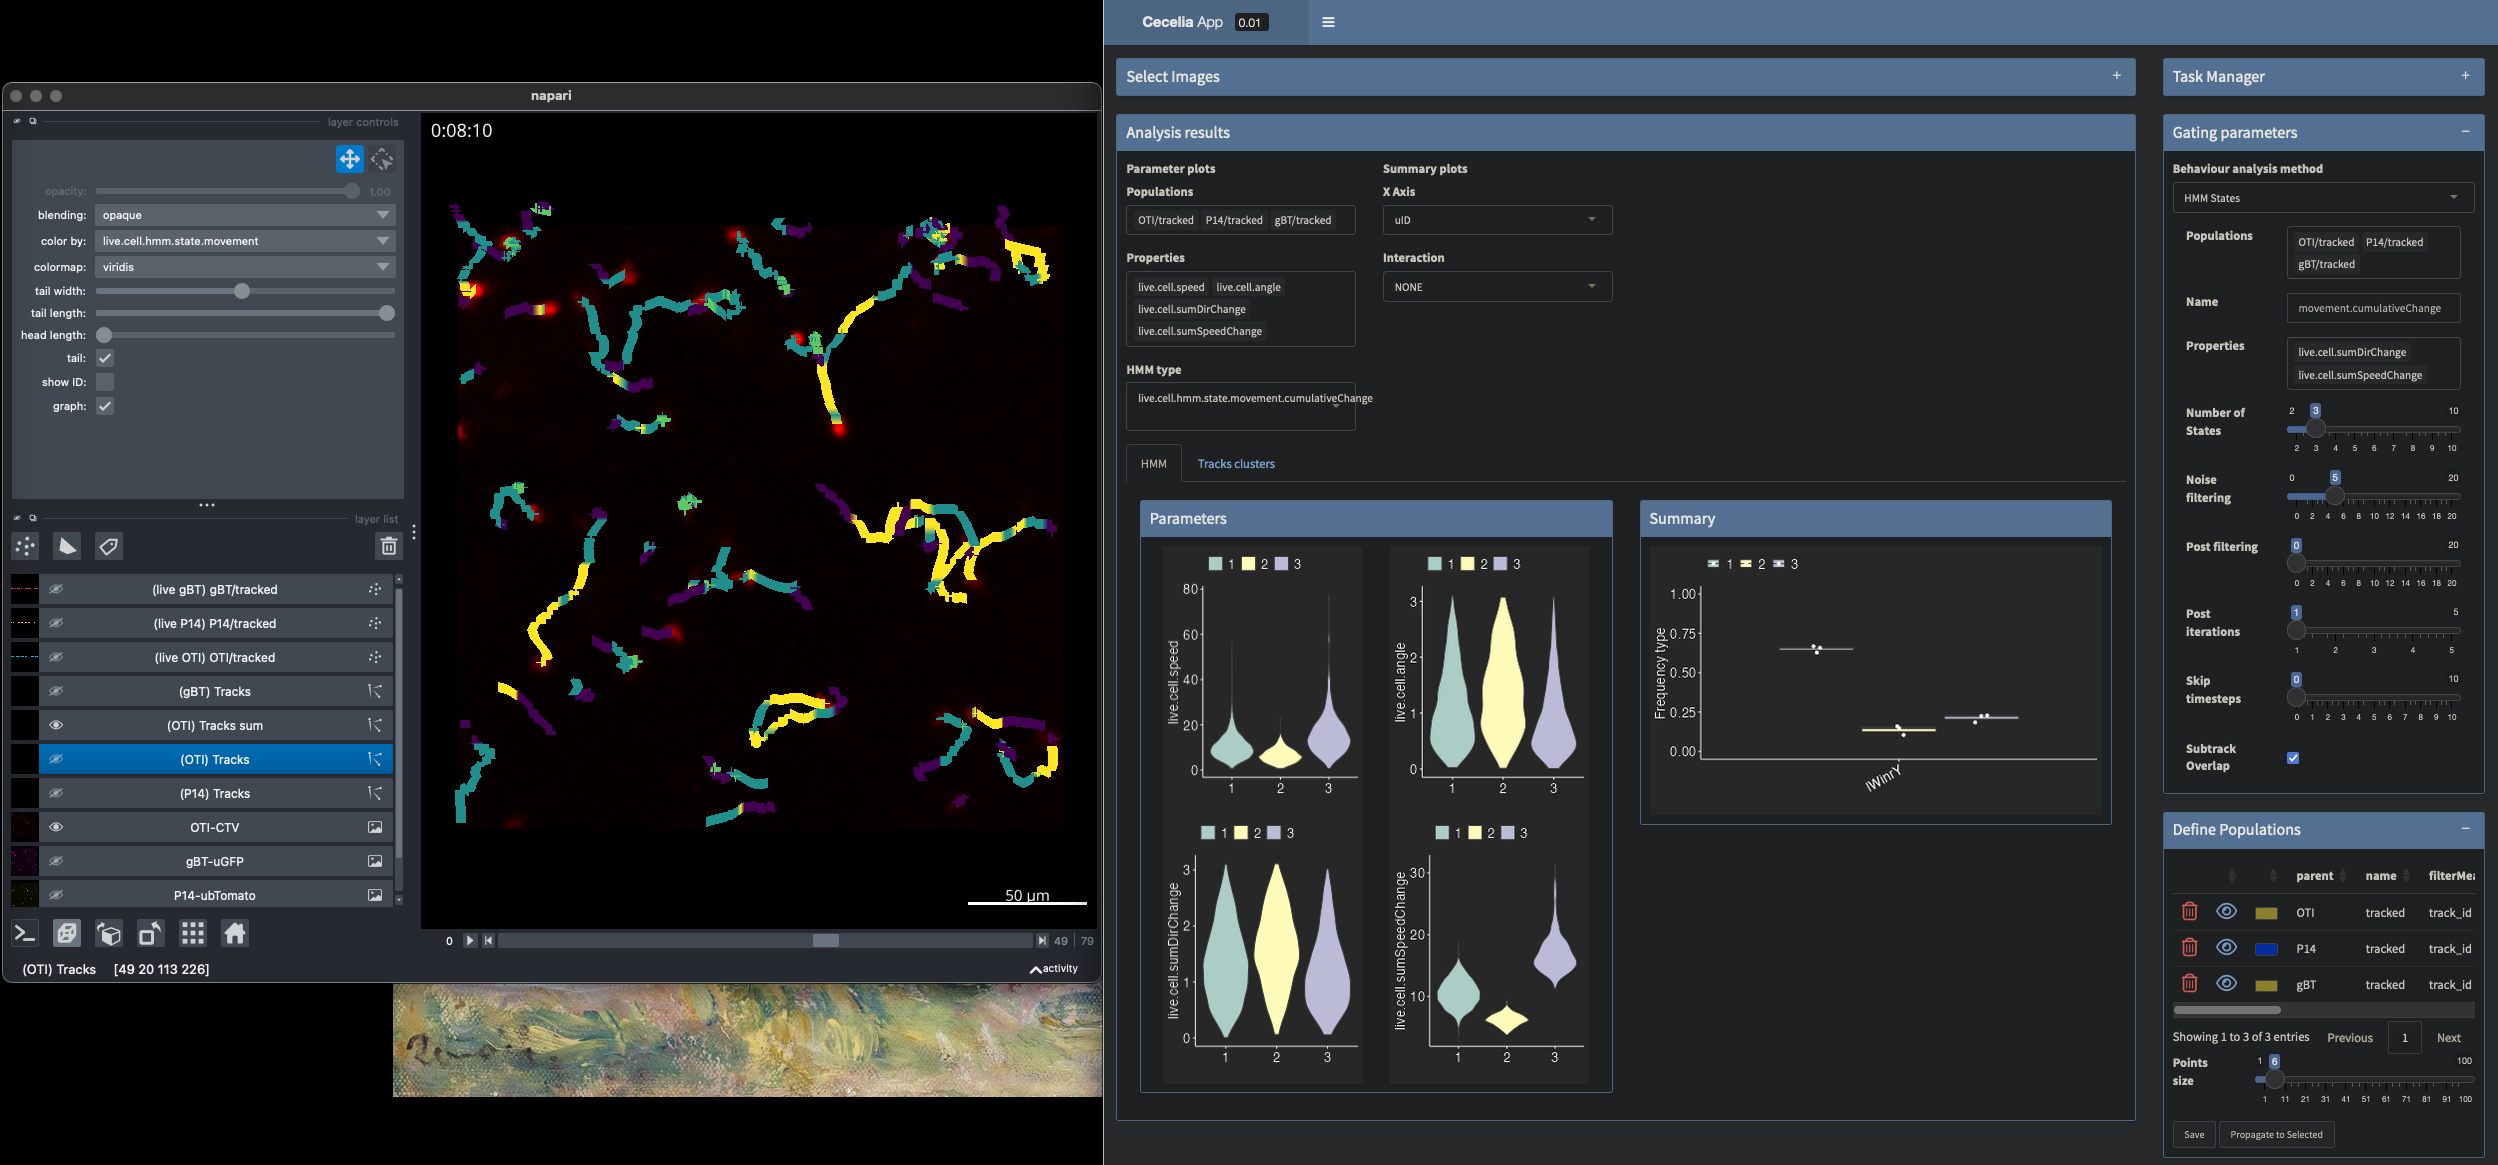 napari
layer controls
opacity: 1.00
blending: opaque
color by: live.cell.hmm.state.movement
colormap: viridis
tail width:
tail length:
head length:
tail:
show ID:
graph:
layer list
(live gBT) gBT/tracked
(live P14) P14/tracked
(live OTI) OTI/tracked
(gBT) Tracks
(OTI) Tracks sum
(OTI) Tracks
(P14) Tracks
OTI-CTV
gBT-uGFP
P14-ubTomato
(OTI) Tracks [49 20 113 226]
0:08:10
50 µm
0 49 79
activity
Cecelia App 0.01
Select Images +
Analysis results
Parameter plots
Populations
OTI/tracked P14/tracked gBT/tracked
Properties
live.cell.speed live.cell.angle
live.cell.sumDirChange
live.cell.sumSpeedChange
HMM type
live.cell.hmm.state.movement.cumulativeChange
Summary plots
X Axis
uID
Interaction
NONE
HMM Tracks clusters
Parameters
1 2 3
live.cell.speed
80
60
40
20
0
1 2 3
1 2 3
live.cell.angle
3
2
1
0
1 2 3
1 2 3
live.cell.sumDirChange
3
2
1
0
1 2 3
1 2 3
live.cell.sumSpeedChange
30
20
10
1 2 3
Summary
1 2 3
Frequency type
1.00
0.75
0.50
0.25
0.00
IWinrY
Task Manager +
Gating parameters −
Behaviour analysis method
HMM States
Populations
OTI/tracked P14/tracked
gBT/tracked
Name movement.cumulativeChange
Properties
live.cell.sumDirChange
live.cell.sumSpeedChange
Number of States
2 3 10
2 3 4 5 6 7 8 9 10
Noise filtering
0 5 20
0 2 4 6 8 10 12 14 16 18 20
Post filtering
0 20
0 2 4 6 8 10 12 14 16 18 20
Post iterations
1 5
1 2 3 4 5
Skip timesteps
0 10
0 1 2 3 4 5 6 7 8 9 10
Subtrack Overlap
Define Populations −
parent name filterMea
OTI tracked track_id
P14 tracked track_id
gBT tracked track_id
Showing 1 to 3 of 3 entries Previous 1 Next
Points size
1 6 100
1 11 21 31 41 51 61 71 81 91 100
Save Propagate to Selected